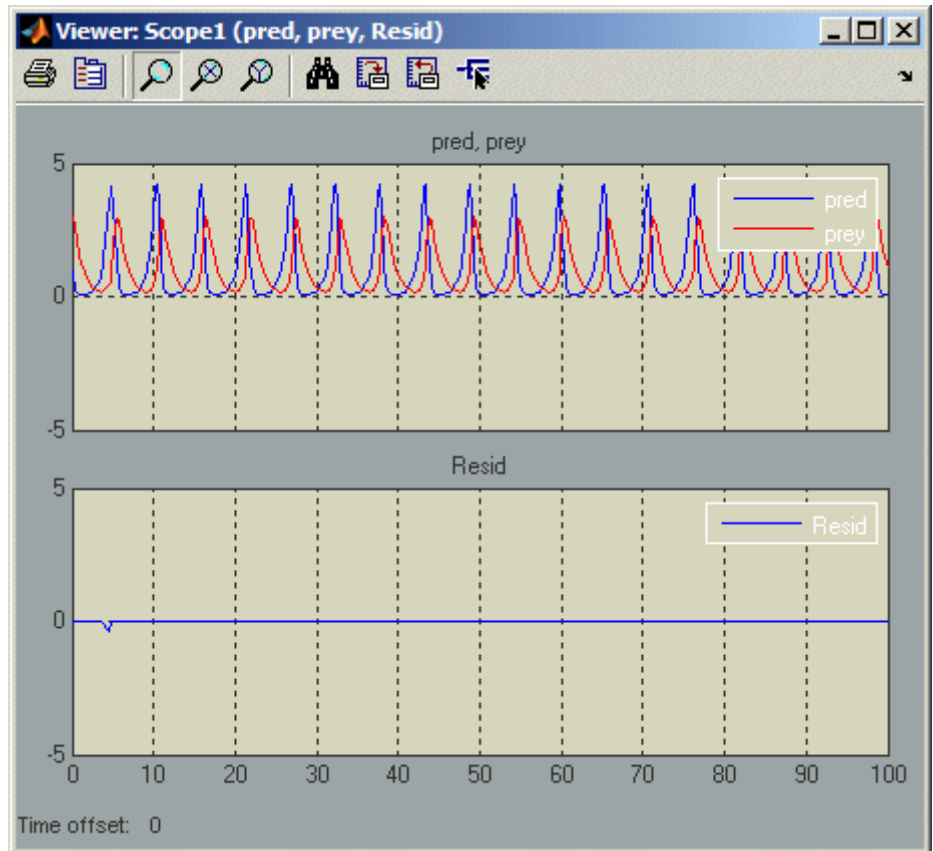 Viewer: Scope1 (pred, prey, Resid)
pred, prey
5
0
-5
pred
prey
Resid
5
0
-5
Resid
0 10 20 30 40 50 60 70 80 90 100
Time offset: 0